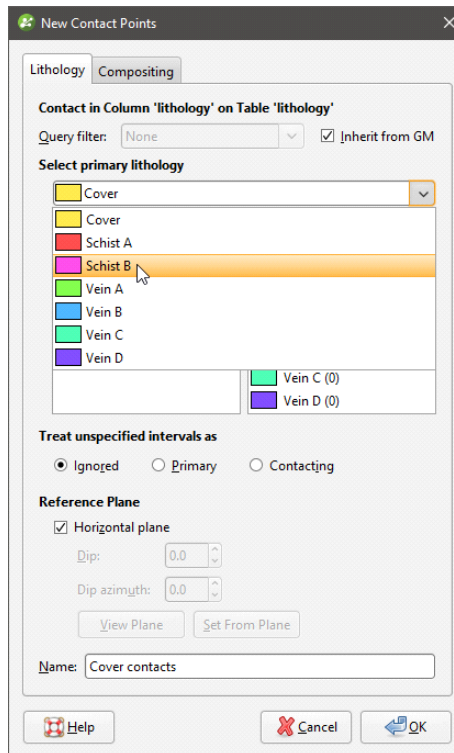 New Contact Points
Lithology Compositing
Contact in Column 'lithology' on Table 'lithology'
Query filter: None Inherit from GM
Select primary lithology
Cover
Cover
Schist A
Schist B
Vein A
Vein B
Vein C
Vein D
Vein C (0)
Vein D (0)
Treat unspecified intervals as
Ignored Primary Contacting
Reference Plane
Horizontal plane
Dip: 0.0
Dip azimuth: 0.0
View Plane Set From Plane
Name: Cover contacts
Help Cancel OK